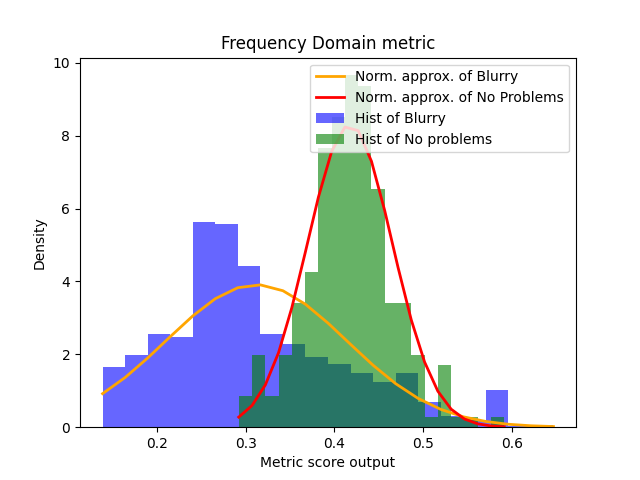 Frequency Domain metric
Norm. approx. of Blurry
Norm. approx. of No Problems
Hist of Blurry
Hist of No problems
Density
10
8
6
4
2
0
0.2
0.3
0.4
0.5
0.6
Metric score output